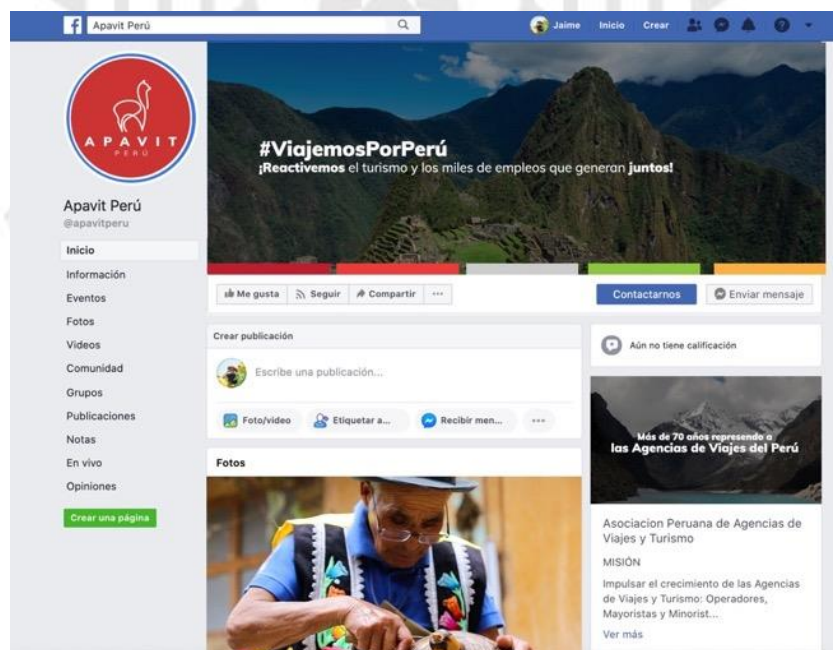 Apavit Perú
Jaime Inicio Crear
APAVIT
PERÚ
#ViajemosPorPerú
¡Reactivemos el turismo y los miles de empleos que generan juntos!
Apavit Perú
@apavitperu
Inicio
Información
Eventos
Fotos
Videos
Comunidad
Grupos
Publicaciones
Notas
En vivo
Opiniones
Crear una página
Me gusta Seguir Compartir ...
Contactarnos Enviar mensaje
Crear publicación
Escribe una publicación...
Foto/video Etiquetar a... Recibir men... ...
Fotos
Aún no tiene calificación
Más de 70 años represendo a
las Agencias de Viajes del Perú
Asociacion Peruana de Agencias de
Viajes y Turismo
MISIÓN
Impulsar el crecimiento de las Agencias
de Viajes y Turismo: Operadores,
Mayoristas y Minorist...
Ver más